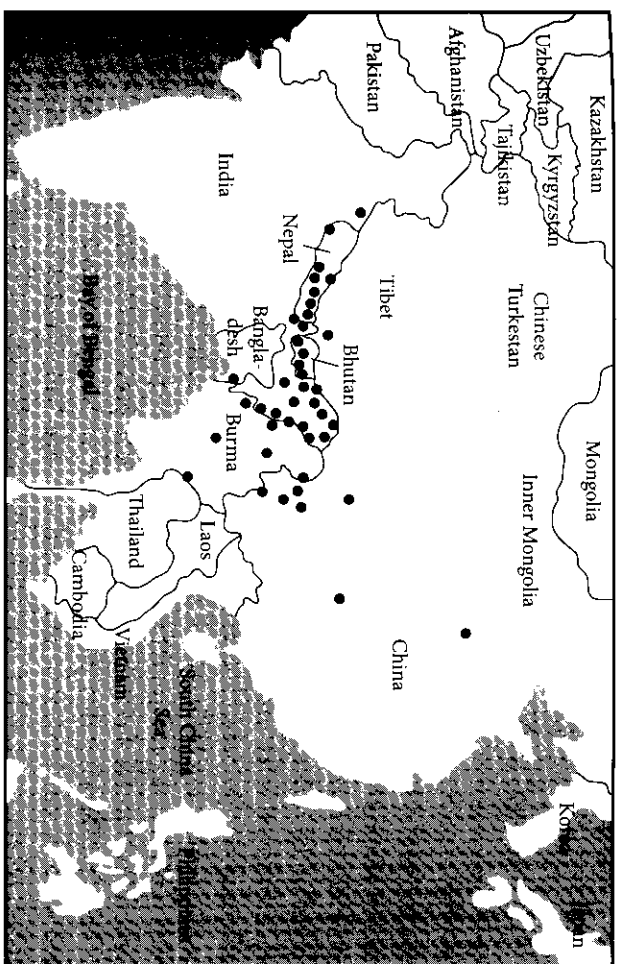 Kazakhstan
Uzbekistan
Kyrgyzstan
Tajikistan
Afghanistan
Pakistan
Mongolia
Chinese
Turkestan
Inner Mongolia
Tibet
China
Korea
Japan
Nepal
Bhutan
India
Bangla-
desh
Burma
Laos
Thailand
Cambodia
Vietnam
Bay of Bengal
South China
Sea
Philippines